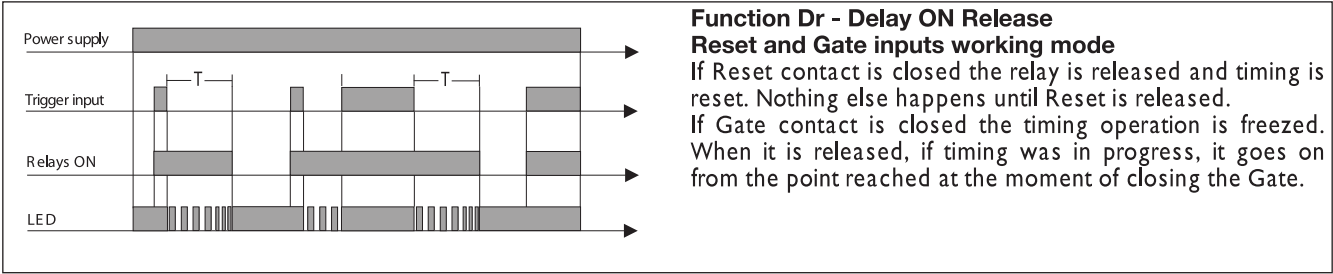 Power supply
T
T
Trigger input
Relays ON
LED
Function Dr - Delay ON Release
Reset and Gate inputs working mode
If Reset contact is closed the relay is released and timing is
reset. Nothing else happens until Reset is released.
If Gate contact is closed the timing operation is freezed.
When it is released, if timing was in progress, it goes on
from the point reached at the moment of closing the Gate.